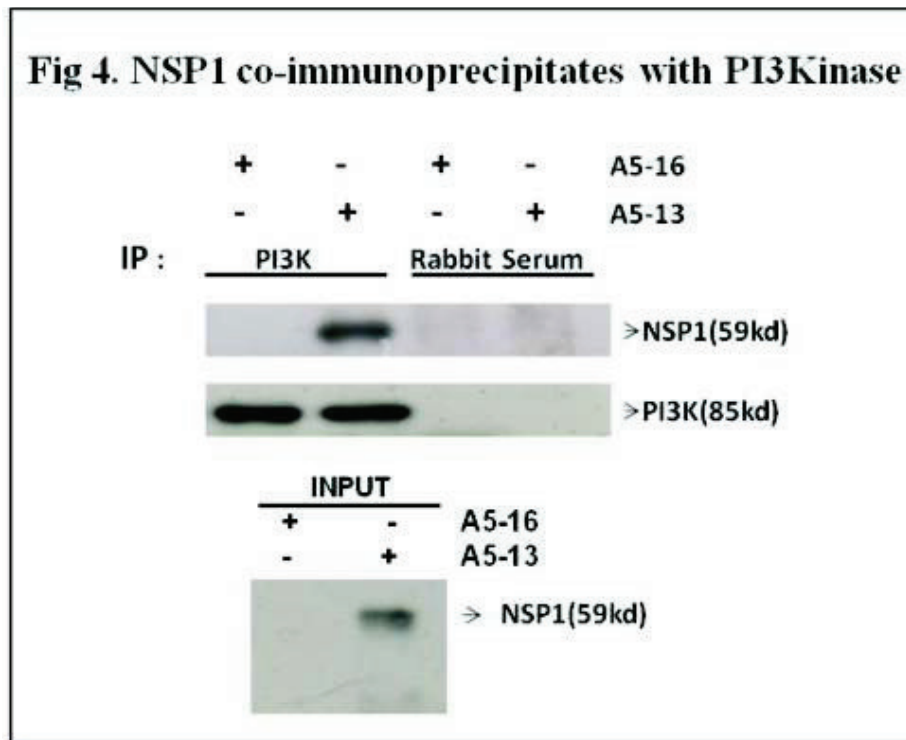 Fig 4. NSP1 co-immunoprecipitates with PI3Kinase
+ - + - A5-16
- + - + A5-13
IP : PI3K Rabbit Serum
>NSP1(59kd)
>PI3K(85kd)
INPUT
+ - A5-16
- + A5-13
> NSP1(59kd)